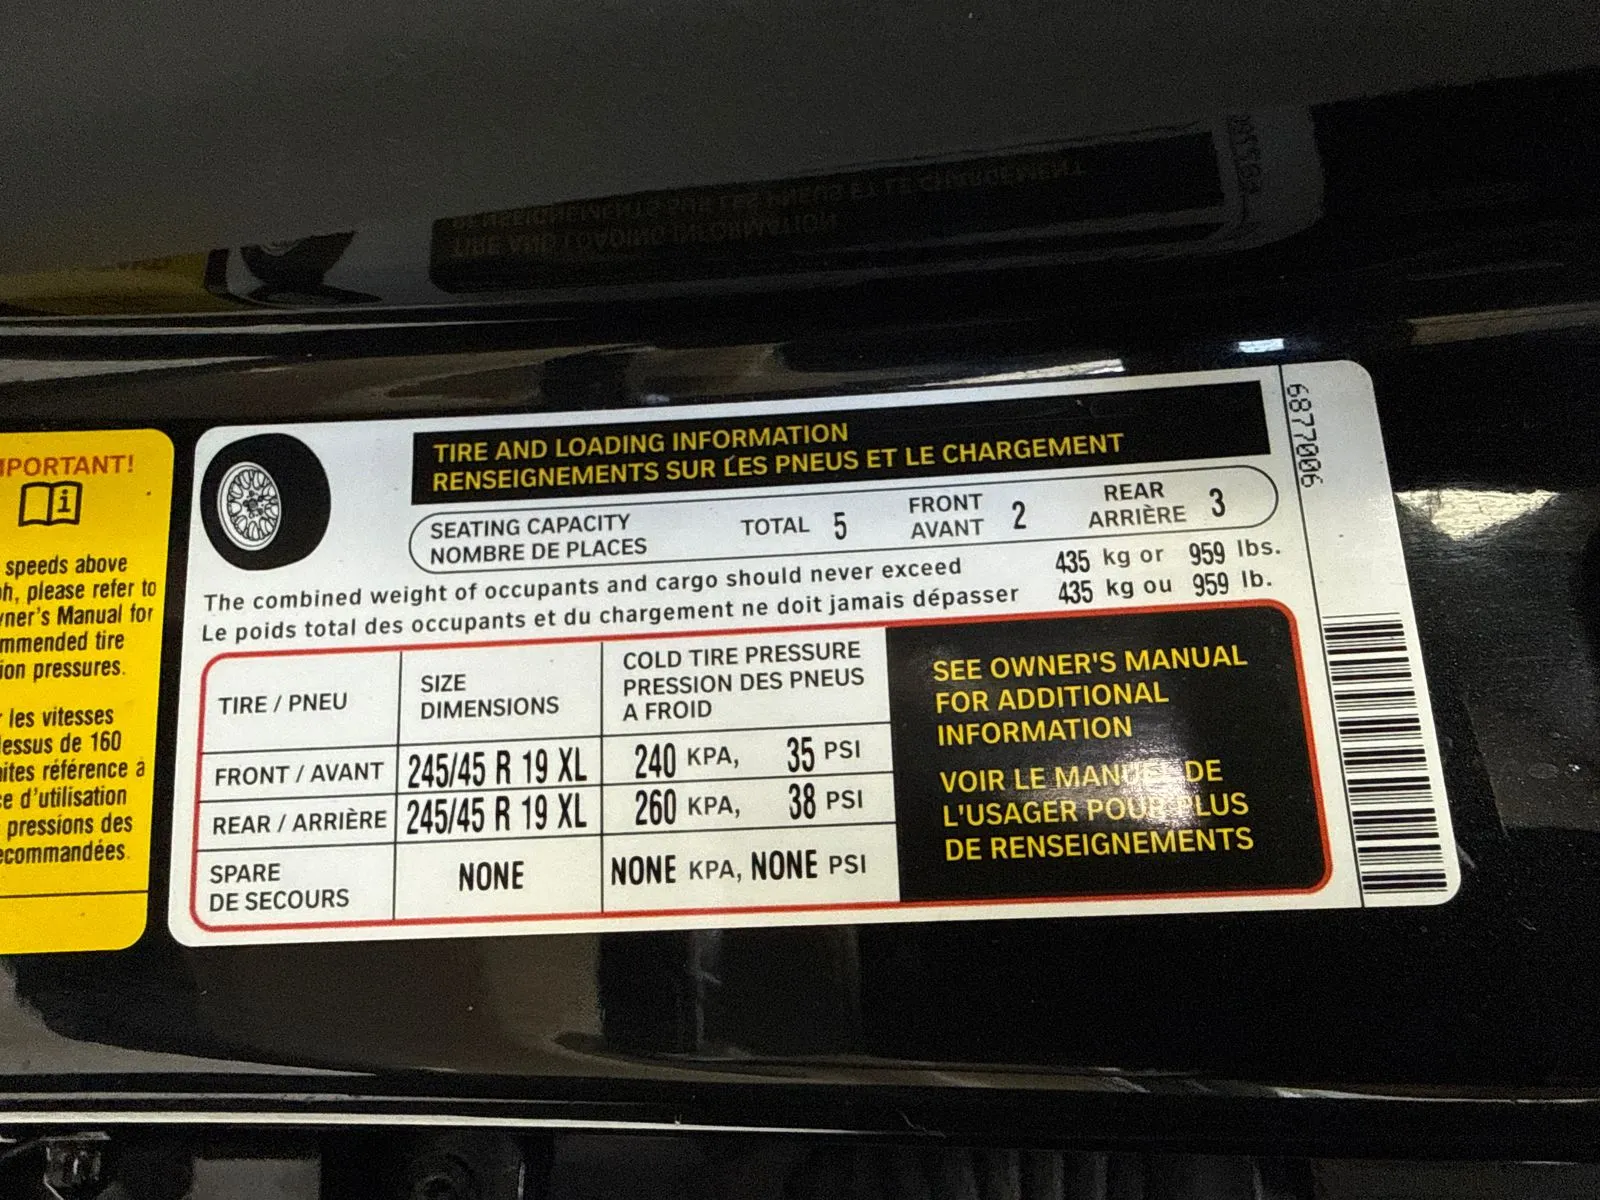 MPORTANT!
speeds above
please refer to
Manual for
tire
pressures.
les vitesses
160
référence à
d'utilisation
pressions des
TIRE AND LOADING INFORMATION
RENSEIGNEMENTS SUR LES PNEUS ET LE CHARGEMENT
SEATING CAPACITY
NOMBRE DE PLACES
TOTAL 5
FRONT
AVANT 2
REAR
ARRIÈRE 3
The combined weight of occupants and cargo should never exceed 435 kg or 959 lbs.
Le poids total des occupants et du chargement ne doit jamais dépasser 435 kg ou 959 lb.
TIRE / PNEU
SIZE
DIMENSIONS
COLD TIRE PRESSURE
PRESSION DES PNEUS
A FROID
FRONT / AVANT 245/45 R 19 XL 240 KPA, 35 PSI
REAR / ARRIÈRE 245/45 R 19 XL 260 KPA, 38 PSI
SPARE
DE SECOURS
NONE
NONE KPA, NONE PSI
SEE OWNER'S MANUAL
FOR ADDITIONAL
INFORMATION
VOIR LE MANUEL DE
L'USAGER POUR PLUS
DE RENSEIGNEMENTS
6877006